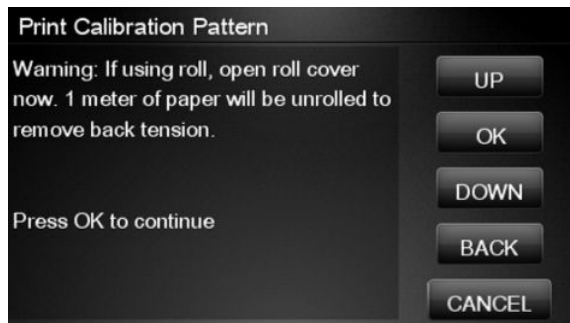 Print Calibration Pattern
Warning: If using roll, open roll cover
now. 1 meter of paper will be unrolled to
remove back tension.
Press OK to continue
UP
OK
DOWN
BACK
CANCEL